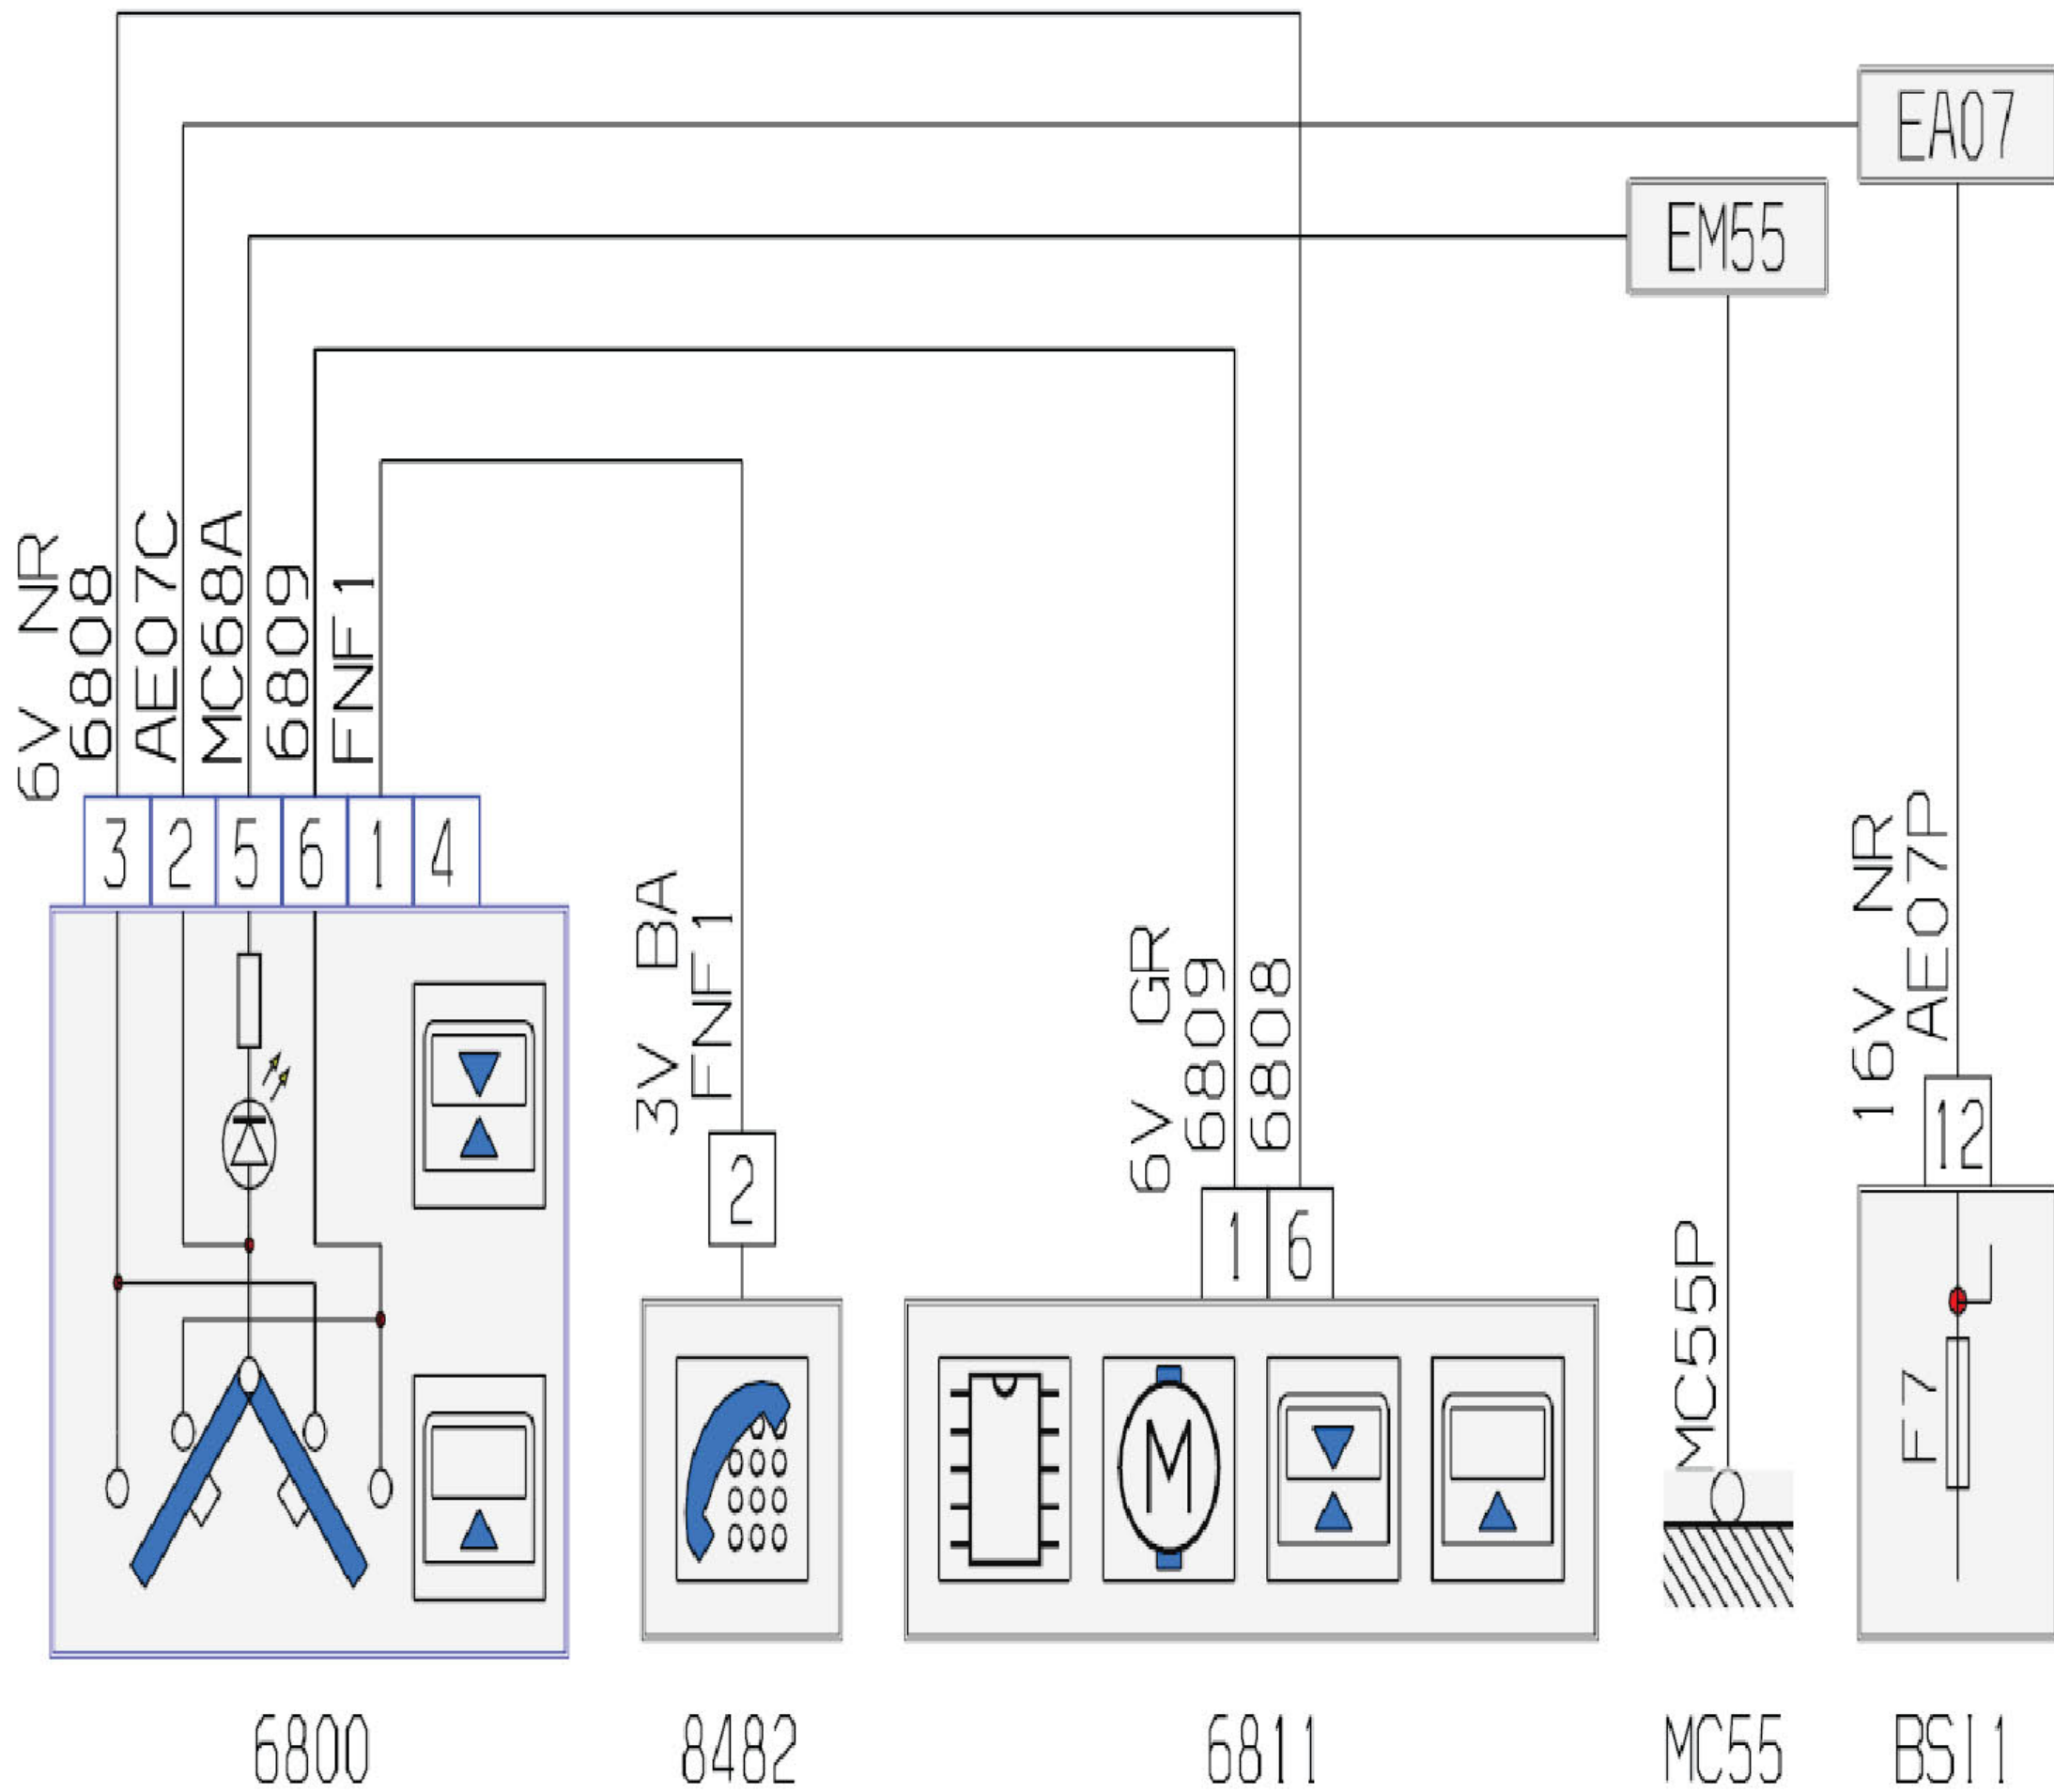 EA07
EM55
6V NR
6808
AE07C
MC68A
6809
FNF1
3 2 5 6 1 4
3V BA
FNF1
2
6V GR
6809
6808
1 6
16V NR
AE07P
12
MC55P
F7
M
6800 8482 6811 MC55 BSI1